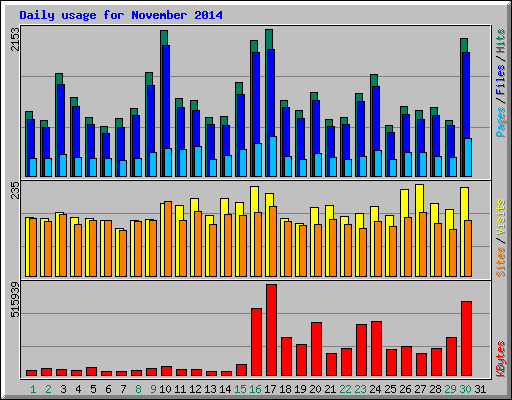 Daily usage for November 2014
2153
Pages / Files / Hits
235
Sites / Visits
515939
KBytes
1 2 3 4 5 6 7 8 9 10 11 12 13 14 15 16 17 18 19 20 21 22 23 24 25 26 27 28 29 30 31